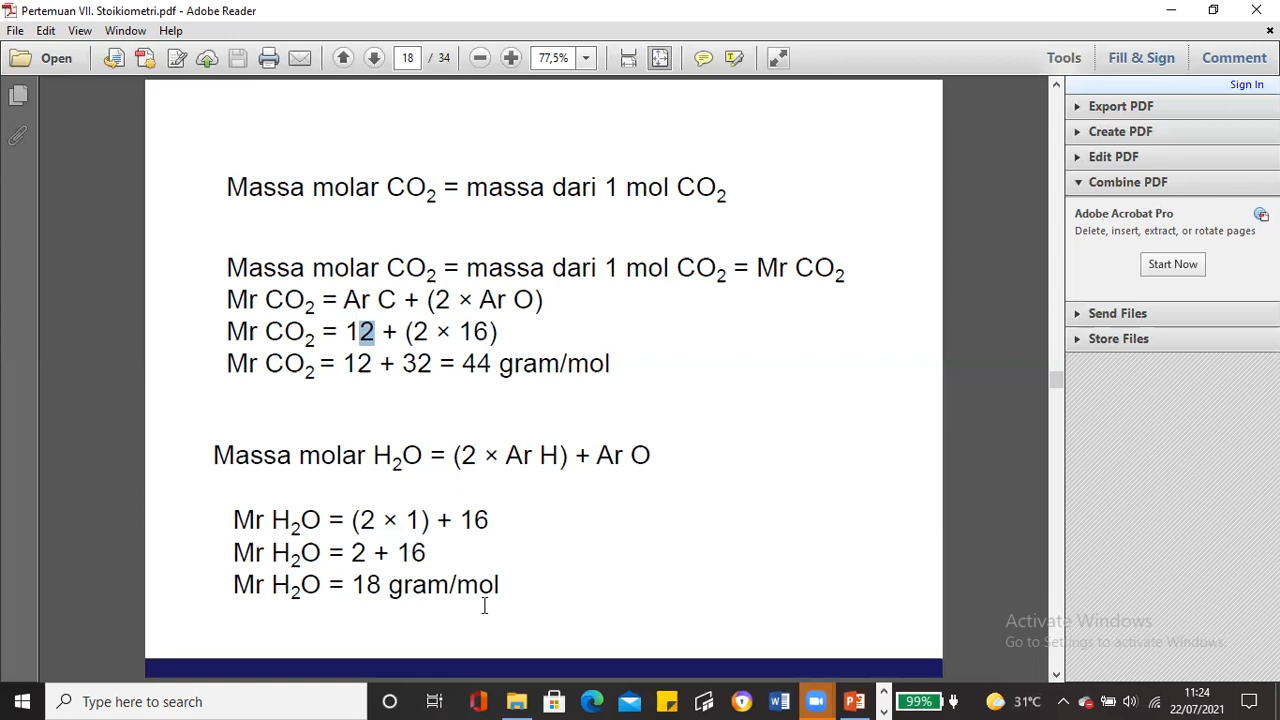 Pertemuan VII. Stoikiometri.pdf - Adobe Reader
File Edit View Window Help
Open 18 / 34 77,5% Tools Fill & Sign Comment
Sign In
Export PDF
Create PDF
Edit PDF
Combine PDF
Adobe Acrobat Pro
Delete, insert, extract, or rotate pages
Start Now
Send Files
Store Files
Massa molar CO₂ = massa dari 1 mol CO₂
Massa molar CO₂ = massa dari 1 mol CO₂ = Mr CO₂
Mr CO₂ = Ar C + (2 × Ar O)
Mr CO₂ = 12 + (2 × 16)
Mr CO₂ = 12 + 32 = 44 gram/mol
Massa molar H₂O = (2 × Ar H) + Ar O
Mr H₂O = (2 × 1) + 16
Mr H₂O = 2 + 16
Mr H₂O = 18 gram/mol
Activate Windows
Go to Settings to activate Windows.
Type here to search
99%
31°C
11:24
22/07/2021